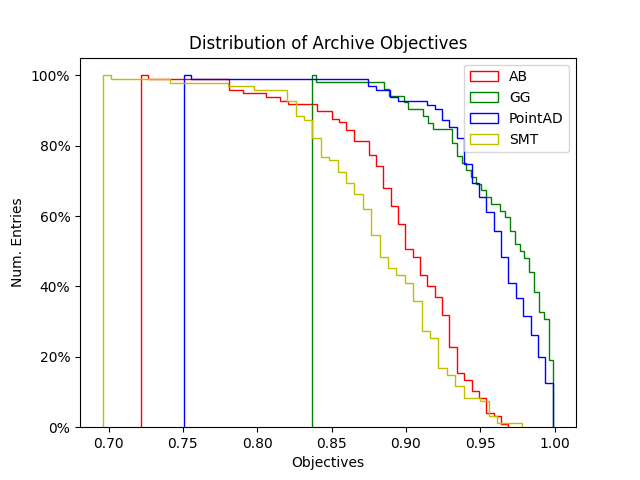 Distribution of Archive Objectives
100%
80%
60%
40%
20%
0%
Num. Entries
AB
GG
PointAD
SMT
0.70 0.75 0.80 0.85 0.90 0.95 1.00
Objectives